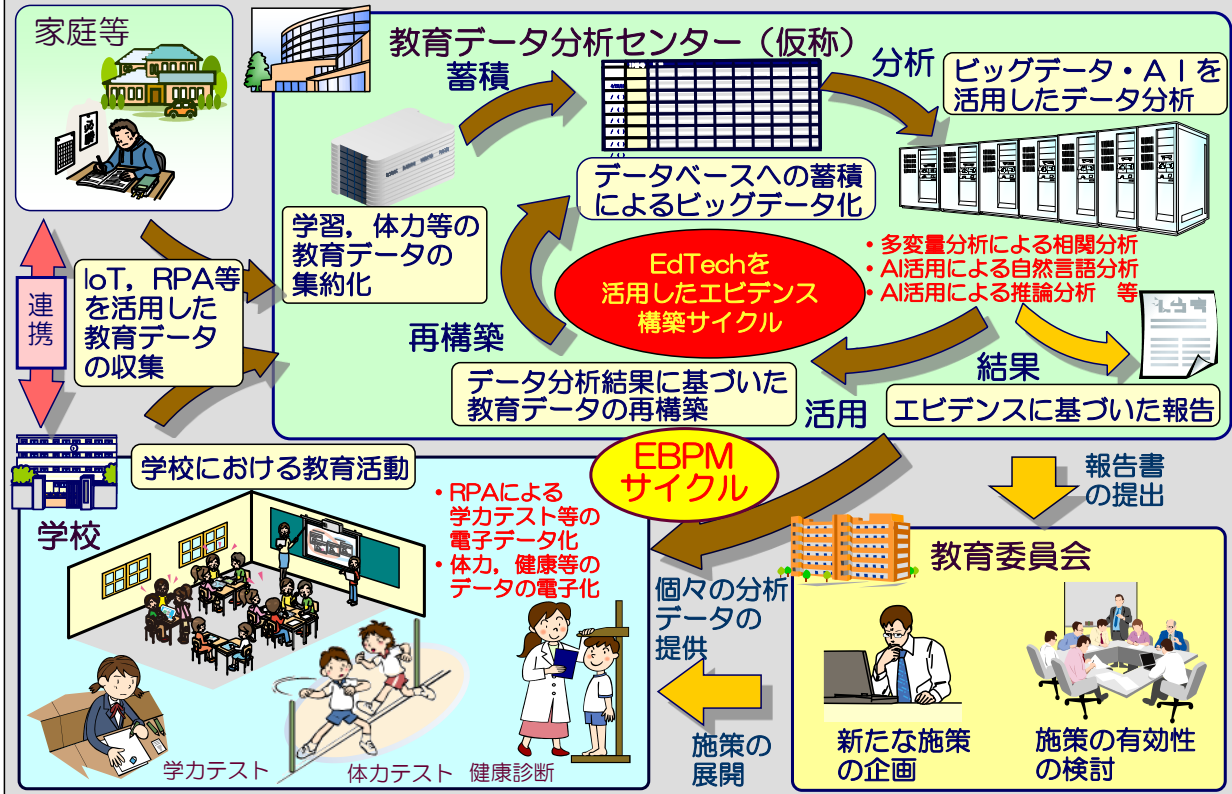 家庭等
教育データ分析センター（仮称）
蓄積
分析
ビッグデータ・ＡＩを
活用したデータ分析
データベースへの蓄積
によるビッグデータ化
学習，体力等の
教育データの
集約化
IoT，RPA等
を活用した
教育データ
の収集
連携
EdTechを
活用したエビデンス
構築サイクル
・多変量分析による相関分析
・AI活用による自然言語分析
・AI活用による推論分析　等
再構築
データ分析結果に基づいた
教育データの再構築
活用
結果
エビデンスに基づいた報告
EBPM
サイクル
報告書
の提出
学校における教育活動
学校
・RPAによる
学力テスト等の
電子データ化
・体力，健康等の
データの電子化
学力テスト
体力テスト
健康診断
個々の分析
データの
提供
施策の
展開
教育委員会
新たな施策
の企画
施策の有効性
の検討